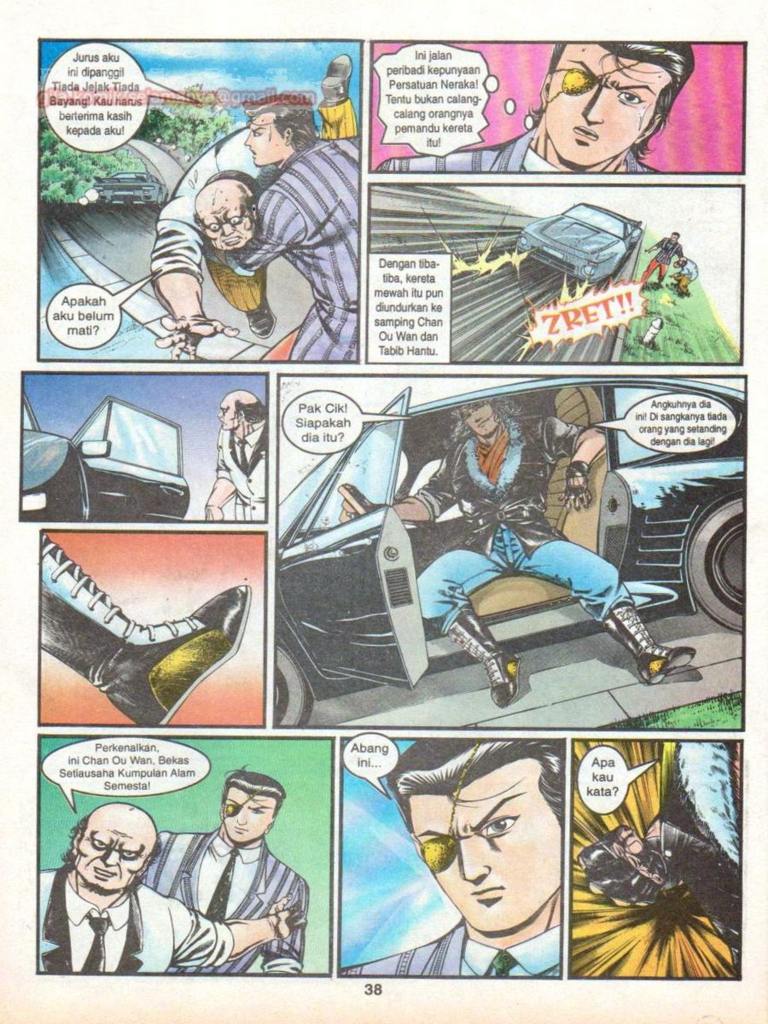 Jurus aku
ini dipanggil
Tiada Jejak Tiada
Bayang! Kau harus
berterima kasih
kepada aku!
@gmail.com
Apakah
aku belum
mati?
Ini jalan
peribadi kepunyaan
Persatuan Neraka!
Tentu bukan calang-
calang orangnya
pemandu kereta
itu!
Dengan tiba-
tiba, kereta
mewah itu pun
diundurkan ke
samping Chan
Ou Wan dan
Tabib Hantu.
ZRET!!
Pak Cik!
Siapakah
dia itu?
Angkuhnya dia
ini! Di sangkanya tiada
orang yang setanding
dengan dia lagi!
Perkenalkan,
ini Chan Ou Wan, Bekas
Setiausaha Kumpulan Alam
Semesta!
Abang
ini...
Apa
kau
kata?
38